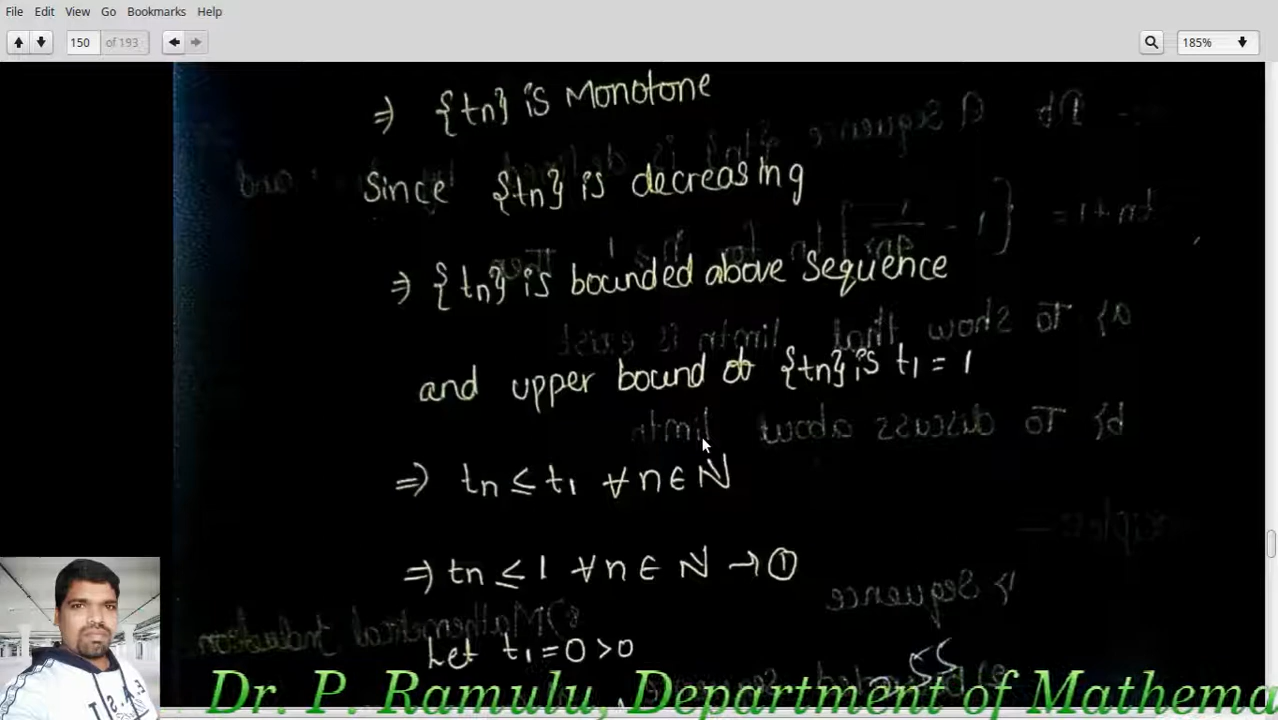 File Edit View Go Bookmarks Help
150 of 193 185%
⇒ {tn} is Monotone
Since {tn} is decreasing
⇒ {tn} is bounded above Sequence
and upper bound of {tn} is t1 = 1
⇒ tn ≤ t1 ∀ n ∈ N
⇒ tn ≤ 1 ∀ n ∈ N → ①
Let t1 = 0 > 0
Dr. P. Ramulu, Department of Mathema